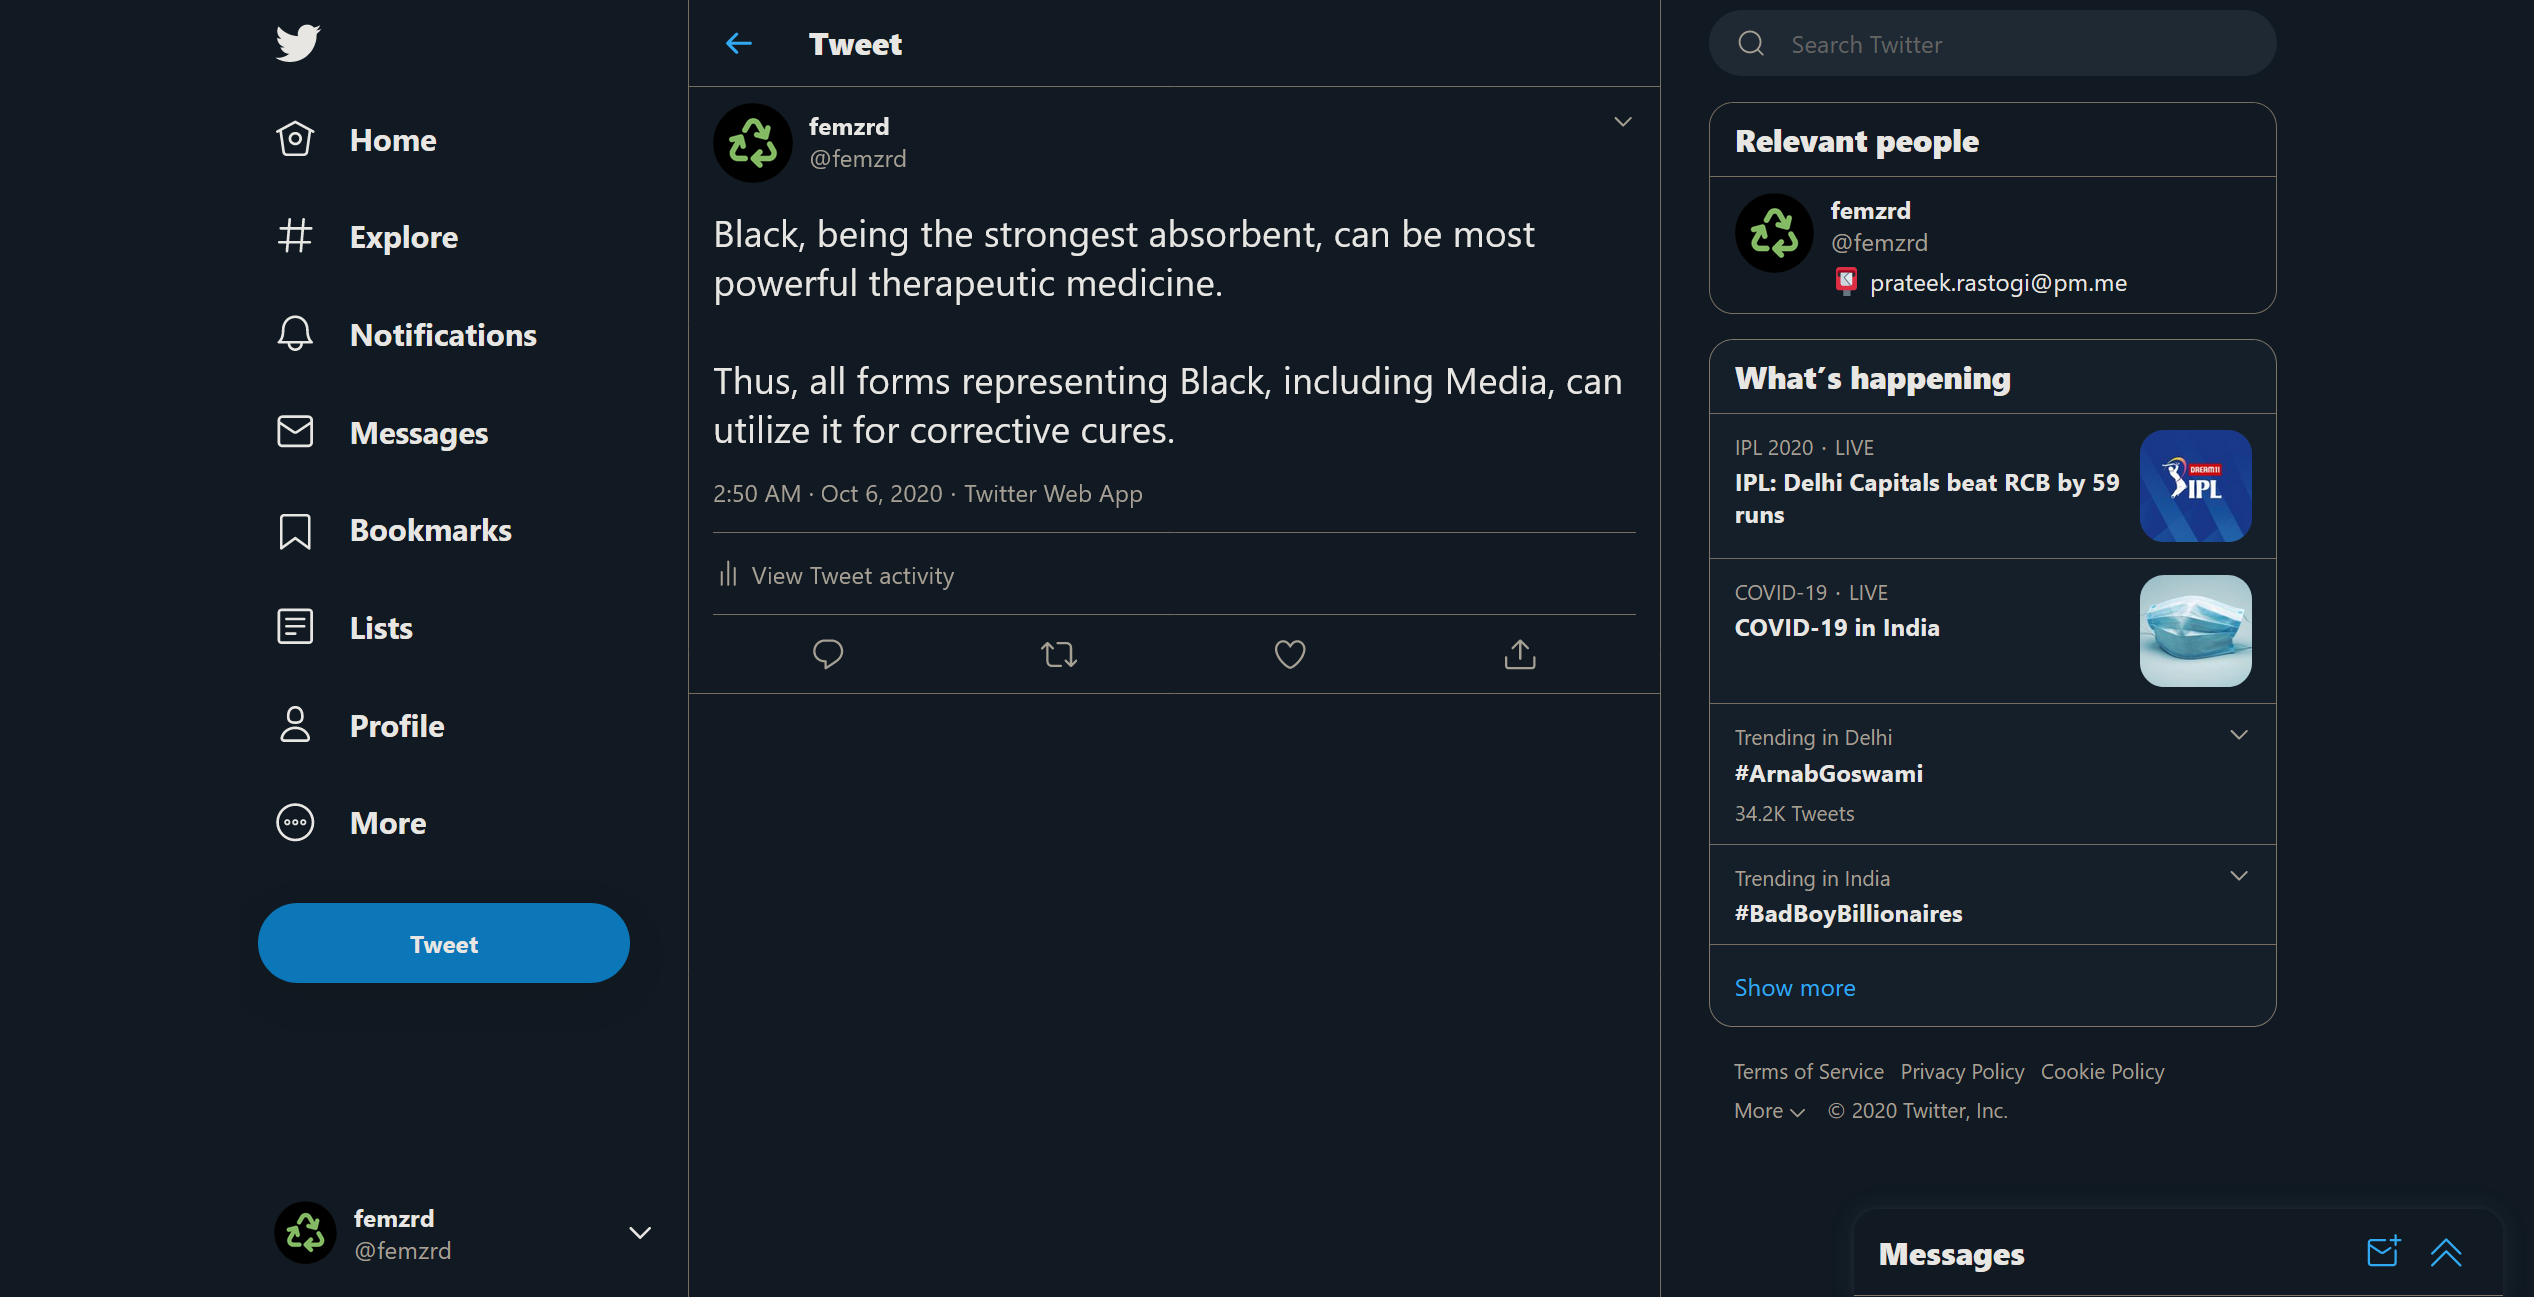 Home
Explore
Notifications
Messages
Bookmarks
Lists
Profile
More
Tweet
femzrd
@femzrd
Tweet
femzrd
@femzrd
Black, being the strongest absorbent, can be most
powerful therapeutic medicine.
Thus, all forms representing Black, including Media, can
utilize it for corrective cures.
2:50 AM · Oct 6, 2020 · Twitter Web App
View Tweet activity
Search Twitter
Relevant people
femzrd
@femzrd
prateek.rastogi@pm.me
What's happening
IPL 2020 · LIVE
IPL: Delhi Capitals beat RCB by 59
runs
DREAM11
IPL
COVID-19 · LIVE
COVID-19 in India
Trending in Delhi
#ArnabGoswami
34.2K Tweets
Trending in India
#BadBoyBillionaires
Show more
Terms of Service Privacy Policy Cookie Policy
More © 2020 Twitter, Inc.
Messages